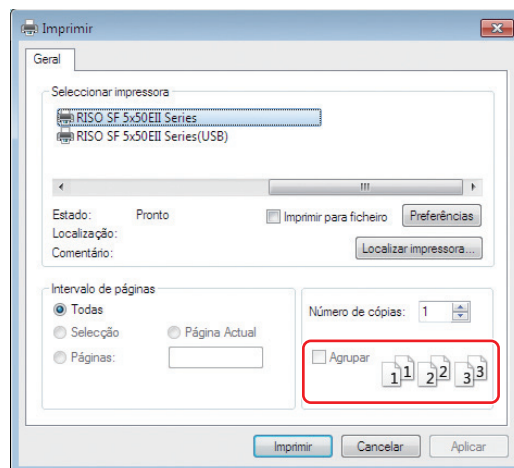 Imprimir
Geral
Seleccionar impressora
RISO SF 5x50EII Series
RISO SF 5x50EII Series(USB)
Estado: Pronto
Imprimir para ficheiro Preferências
Localização:
Comentário: Localizar impressora...
Intervalo de páginas
Todas
Selecção Página Actual
Páginas:
Número de cópias: 1
Agrupar
1 1 2 2 3 3
Imprimir Cancelar Aplicar